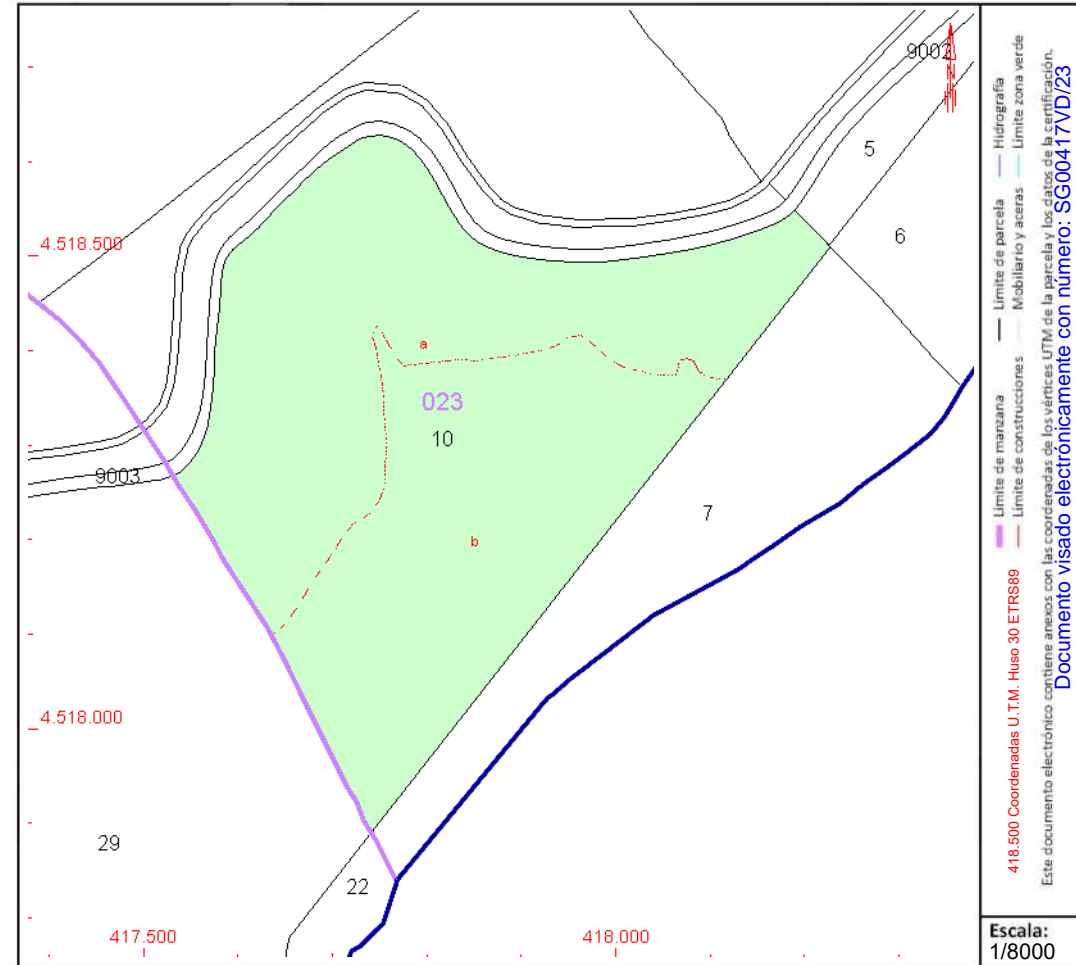 9002
5
6
4.518.500
a
023
10
9003
7
b
4.518.000
29
22
417.500
418.000
Límite de manzana
Límite de parcela
Hidrografía
Límite de construcciones
Mobiliario y aceras
Límite zona verde
418.500 Coordenadas U.T.M. Huso 30 ETRS89
Este documento electrónico contiene anexos con las coordenadas de los vértices UTM de la parcela y los datos de la certificación.
Documento visado electrónicamente con número: SG00417VD/23
Escala:
1/8000